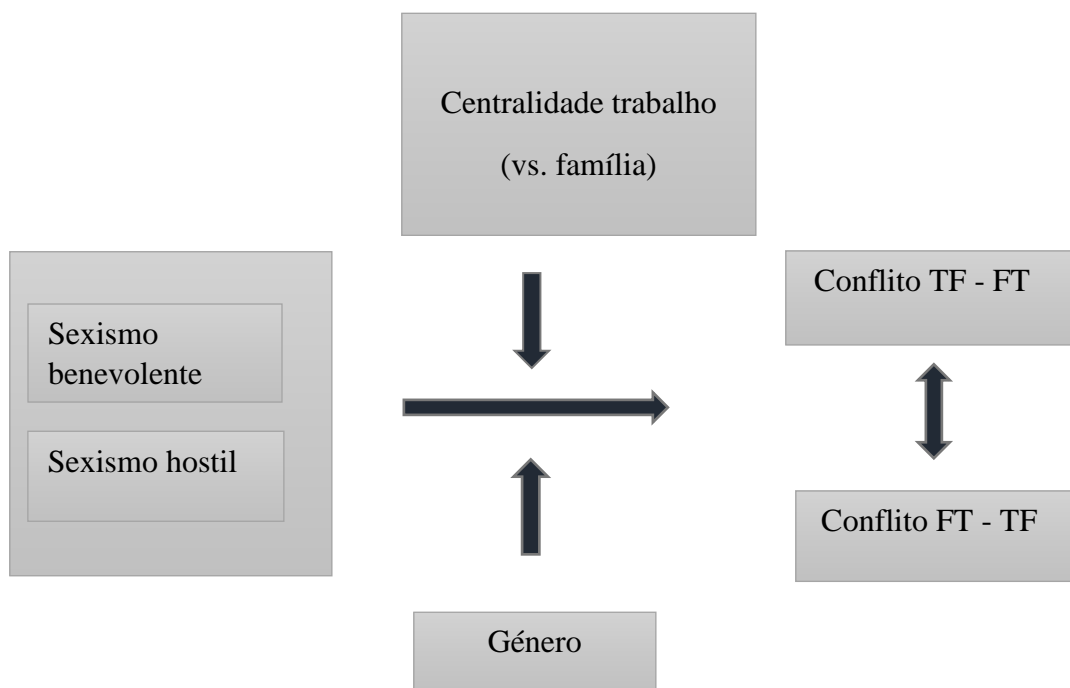 Centralidade trabalho
(vs. família)
Sexismo
benevolente
Sexismo hostil
Conflito TF - FT
Conflito FT - TF
Género